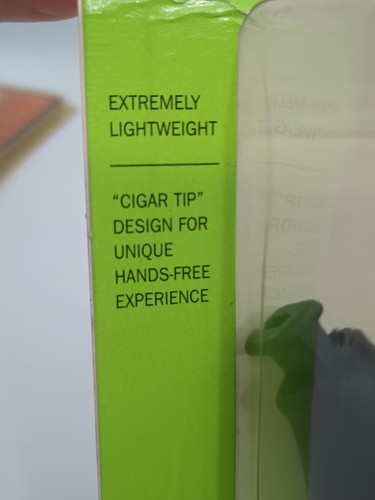 EXTREMELY
LIGHTWEIGHT
"CIGAR TIP"
DESIGN FOR
UNIQUE
HANDS-FREE
EXPERIENCE